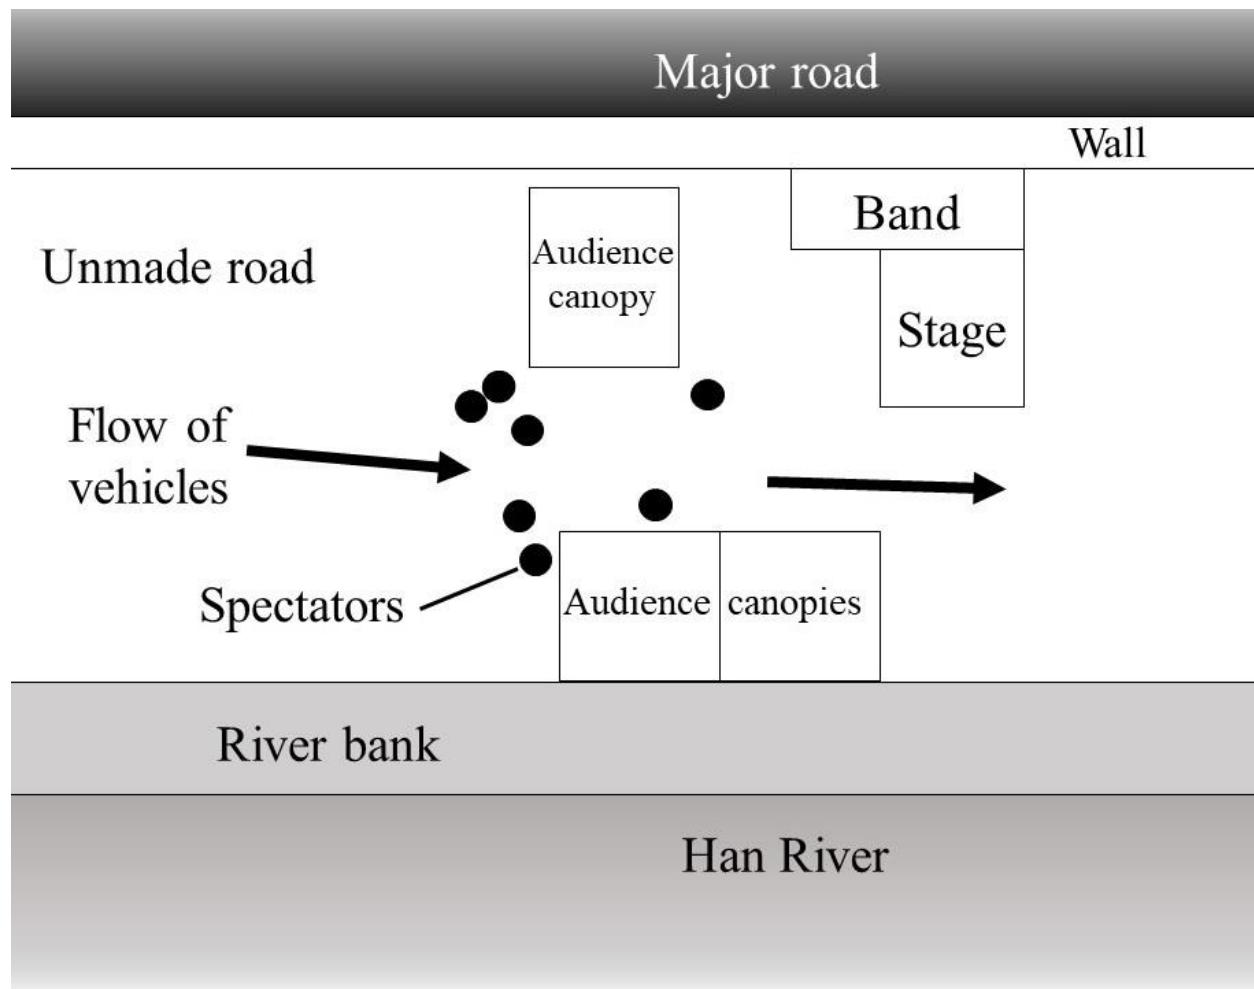 Major road
Wall
Band
Audience
canopy
Unmade road
Stage
Flow of
vehicles
Spectators
Audience canopies
River bank
Han River